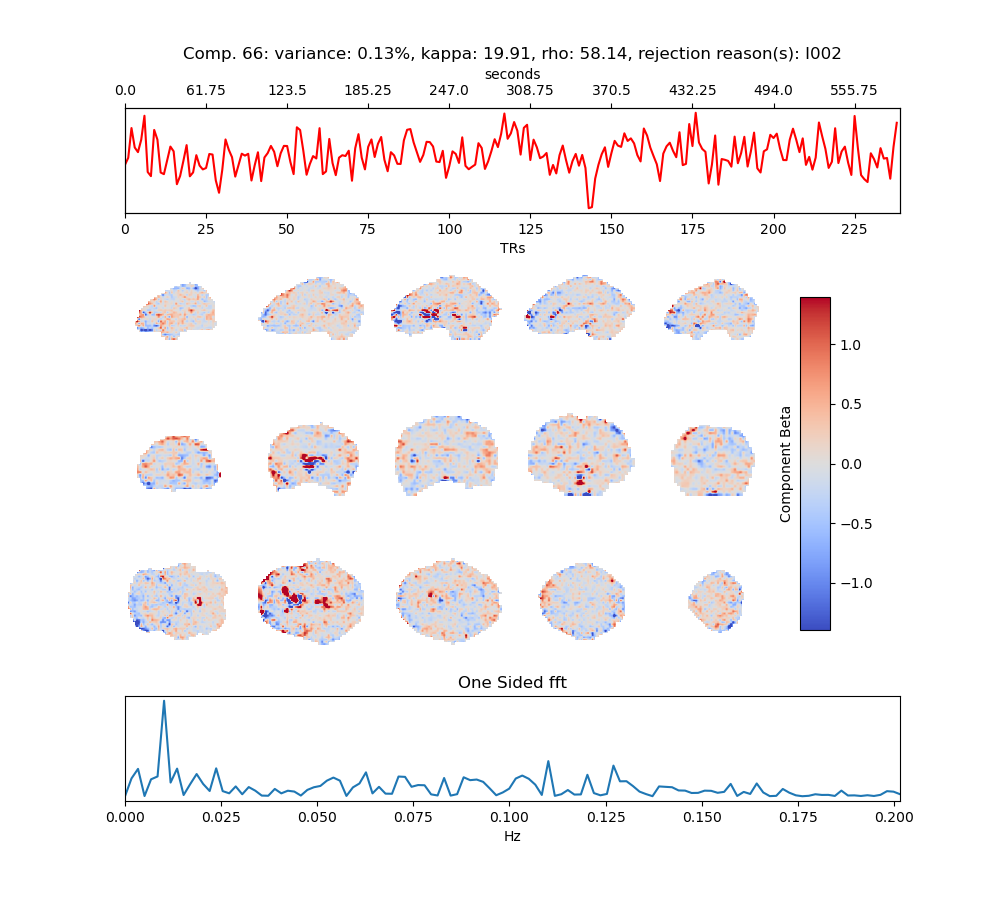 Comp. 66: variance: 0.13%, kappa: 19.91, rho: 58.14, rejection reason(s): I002
seconds
0.0 61.75 123.5 185.25 247.0 308.75 370.5 432.25 494.0 555.75
0 25 50 75 100 125 150 175 200 225
TRs
1.0
0.5
0.0
−0.5
−1.0
Component Beta
One Sided fft
0.000 0.025 0.050 0.075 0.100 0.125 0.150 0.175 0.200
Hz